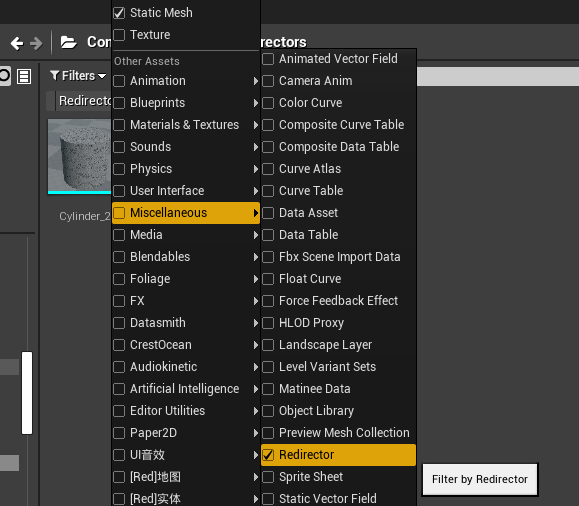 Static Mesh
Texture
Con
rectors
Other Assets
Filters
Animation
Blueprints
Redirecto
Materials & Textures
Sounds
Physics
User Interface
Cylinder_2
Miscellaneous
Media
Blendables
Foliage
FX
Datasmith
CrestOcean
Audiokinetic
Artificial Intelligence
Editor Utilities
Paper2D
UI音效
[Red]地图
[Red]实体
Animated Vector Field
Camera Anim
Color Curve
Composite Curve Table
Composite Data Table
Curve Atlas
Curve Table
Data Asset
Data Table
Fbx Scene Import Data
Float Curve
Force Feedback Effect
HLOD Proxy
Landscape Layer
Level Variant Sets
Matinee Data
Object Library
Preview Mesh Collection
Redirector
Sprite Sheet
Static Vector Field
Filter by Redirector